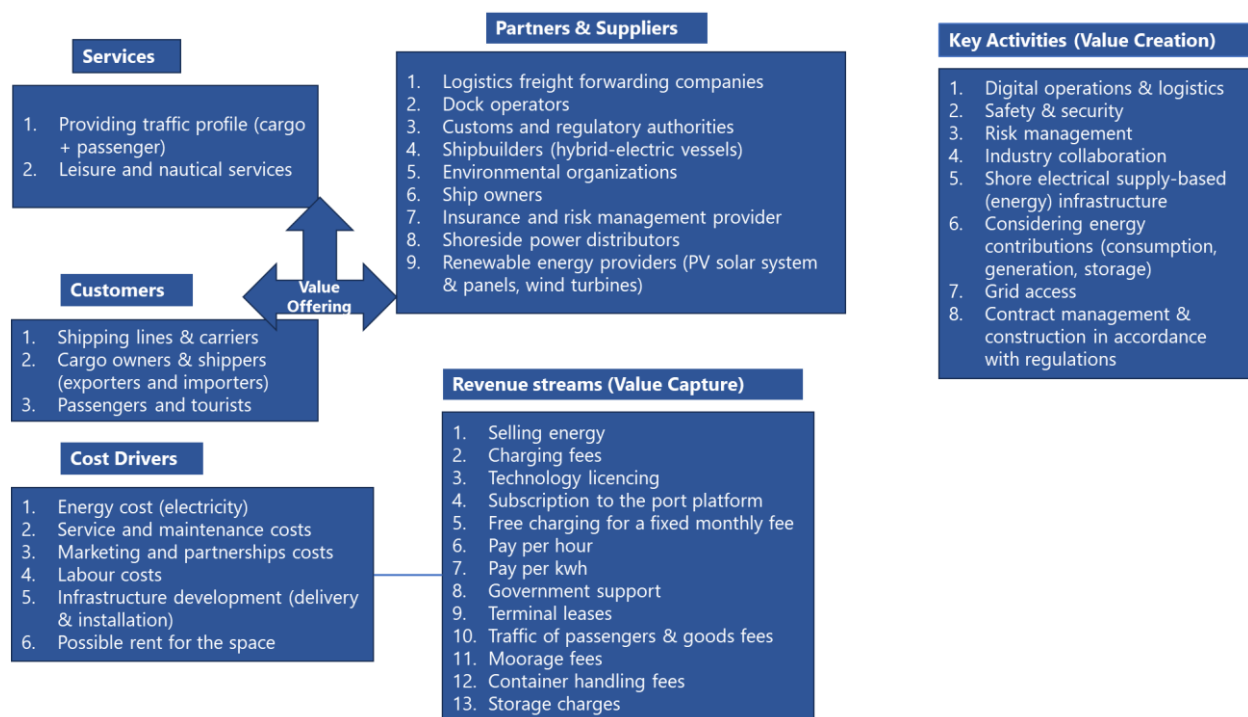 Services
1. Providing traffic profile (cargo
+ passenger)
2. Leisure and nautical services
Partners & Suppliers
1. Logistics freight forwarding companies
2. Dock operators
3. Customs and regulatory authorities
4. Shipbuilders (hybrid-electric vessels)
5. Environmental organizations
6. Ship owners
7. Insurance and risk management provider
8. Shoreside power distributors
9. Renewable energy providers (PV solar system
& panels, wind turbines)
Key Activities (Value Creation)
1. Digital operations & logistics
2. Safety & security
3. Risk management
4. Industry collaboration
5. Shore electrical supply-based
(energy) infrastructure
6. Considering energy
contributions (consumption,
generation, storage)
7. Grid access
8. Contract management &
construction in accordance
with regulations
Value
Offering
Customers
1. Shipping lines & carriers
2. Cargo owners & shippers
(exporters and importers)
3. Passengers and tourists
Cost Drivers
1. Energy cost (electricity)
2. Service and maintenance costs
3. Marketing and partnerships costs
4. Labour costs
5. Infrastructure development (delivery
& installation)
6. Possible rent for the space
Revenue streams (Value Capture)
1. Selling energy
2. Charging fees
3. Technology licencing
4. Subscription to the port platform
5. Free charging for a fixed monthly fee
6. Pay per hour
7. Pay per kwh
8. Government support
9. Terminal leases
10. Traffic of passengers & goods fees
11. Moorage fees
12. Container handling fees
13. Storage charges